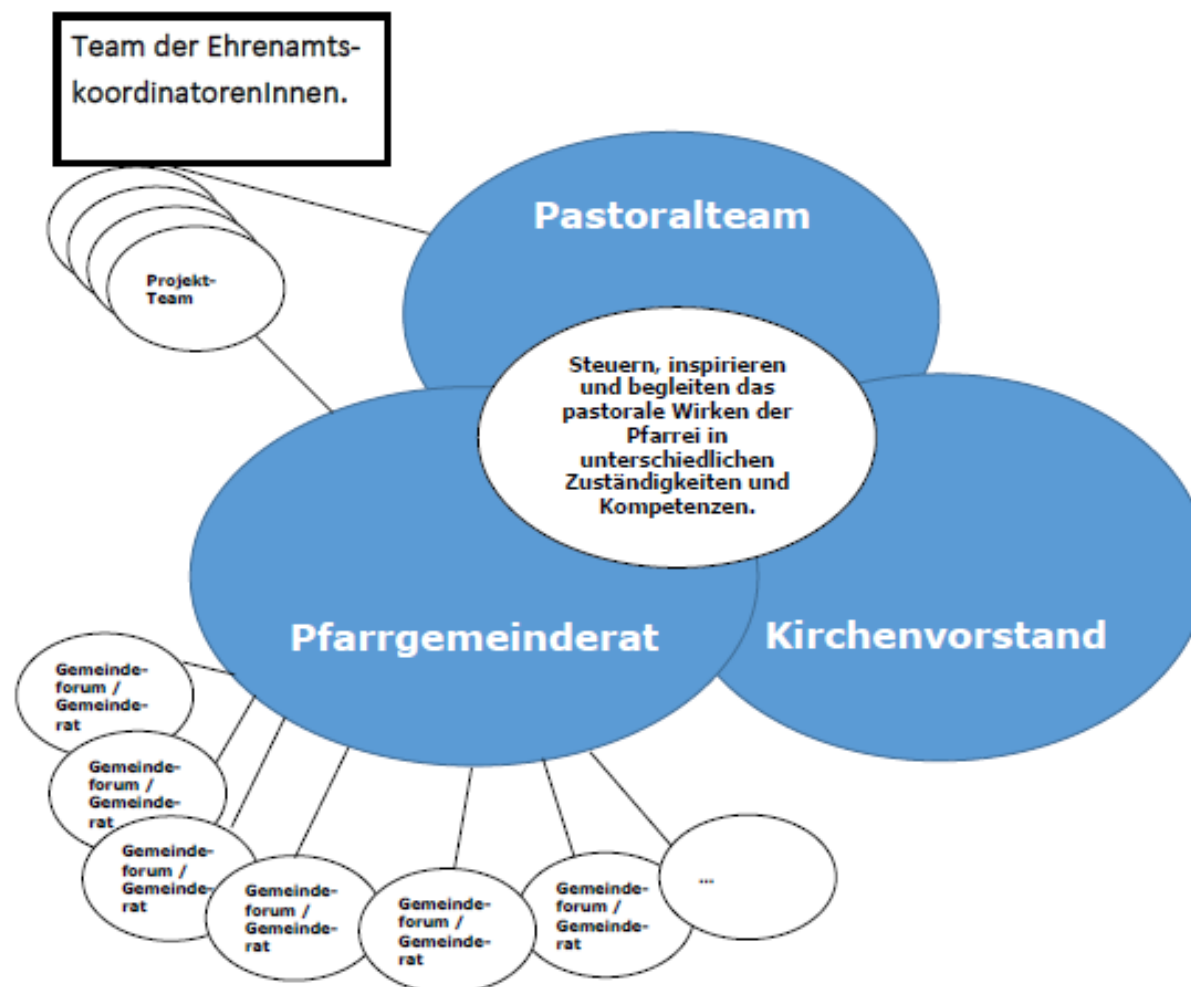 Team der Ehrenamts-
koordinatorenInnen.
Pastoralteam
Projekt-
Team
Steuern, inspirieren
und begleiten das
pastorale Wirken der
Pfarrei in
unterschiedlichen
Zuständigkeiten und
Kompetenzen.
Pfarrgemeinderat
Kirchenvorstand
Gemeinde-
forum /
Gemeinde-
rat
Gemeinde-
forum /
Gemeinde-
rat
Gemeinde-
forum /
Gemeinde-
rat
Gemeinde-
forum /
Gemeinde-
rat
Gemeinde-
forum /
Gemeinde-
rat
Gemeinde-
forum /
Gemeinde-
rat
...